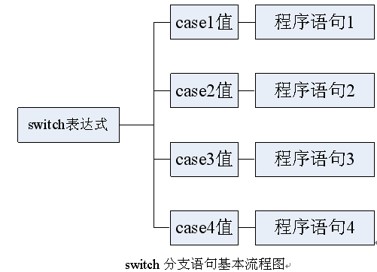 case1值 程序语句1
case2值 程序语句2
switch表达式
case3值 程序语句3
case4值 程序语句4
switch 分支语句基本流程图